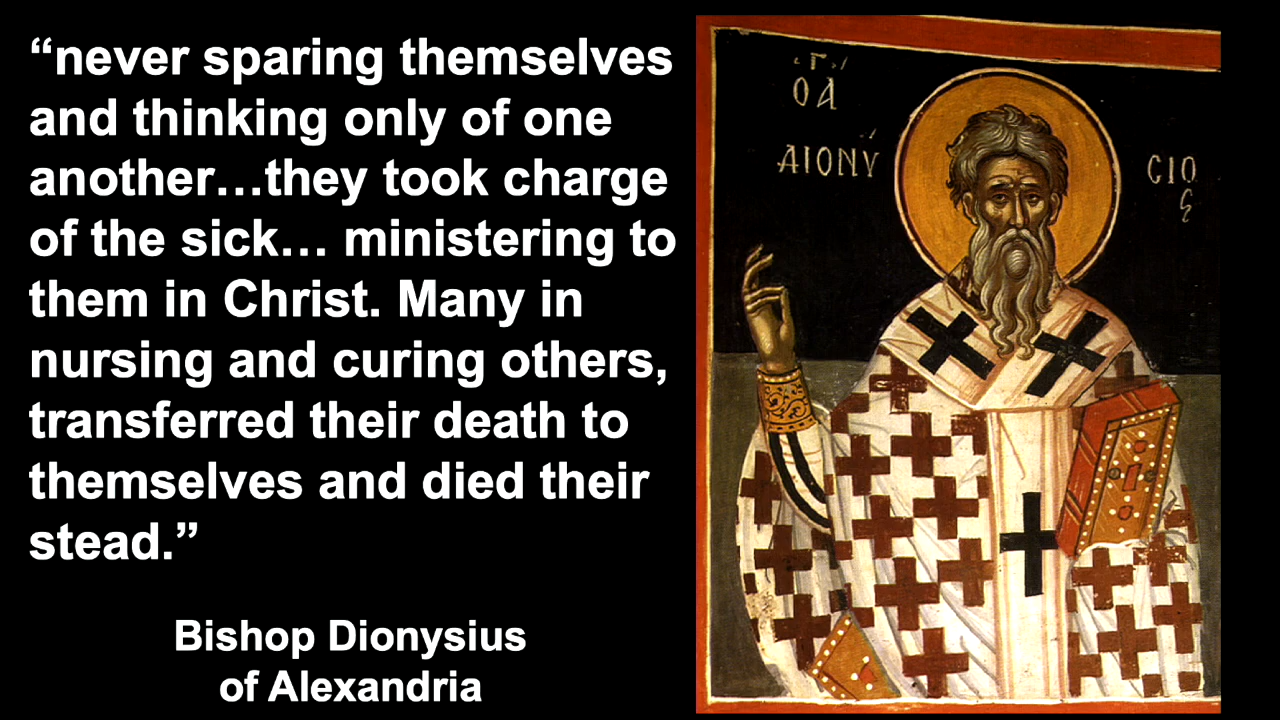 “never sparing themselves
and thinking only of one
another…they took charge
of the sick… ministering to
them in Christ. Many in
nursing and curing others,
transferred their death to
themselves and died their
stead.”
Bishop Dionysius
of Alexandria
Ὁ Ἅ
ΔΙΟΝΥ
CΙΟ
ς